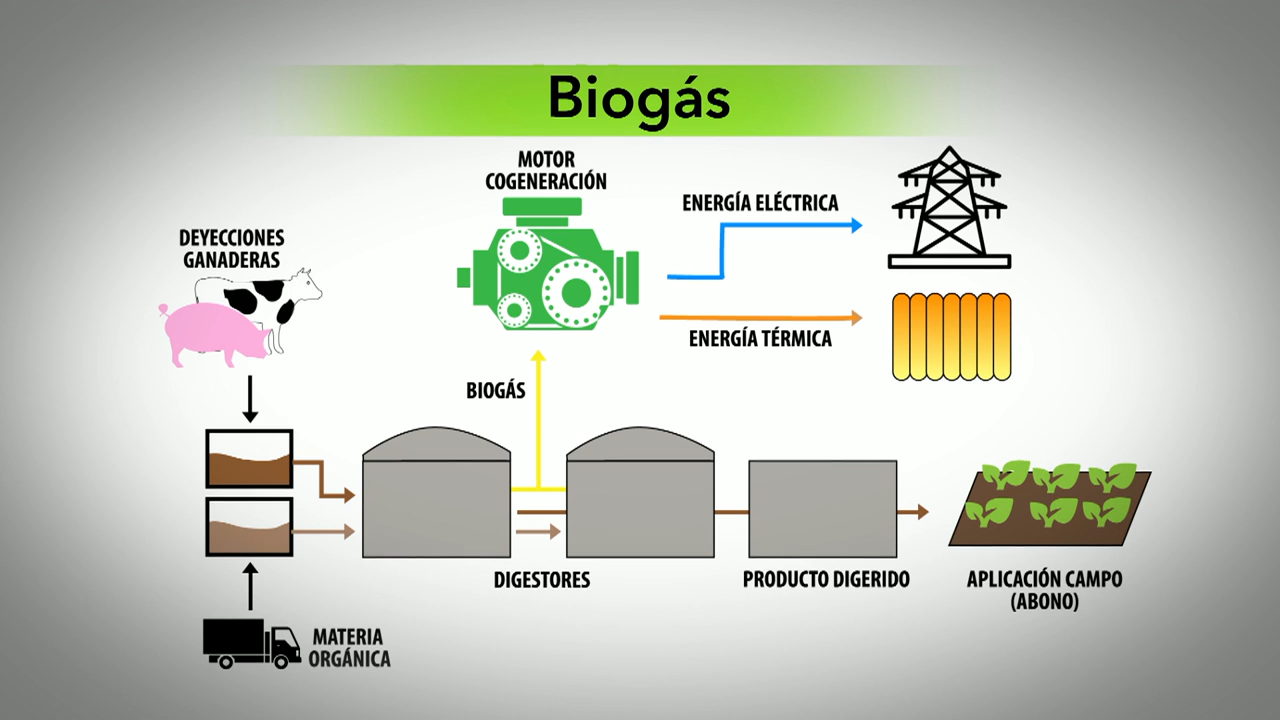 Biogás
MOTOR
COGENERACIÓN
ENERGÍA ELÉCTRICA
DEYECCIONES
GANADERAS
ENERGÍA TÉRMICA
BIOGÁS
DIGESTORES
PRODUCTO DIGERIDO
APLICACIÓN CAMPO
(ABONO)
MATERIA
ORGÁNICA